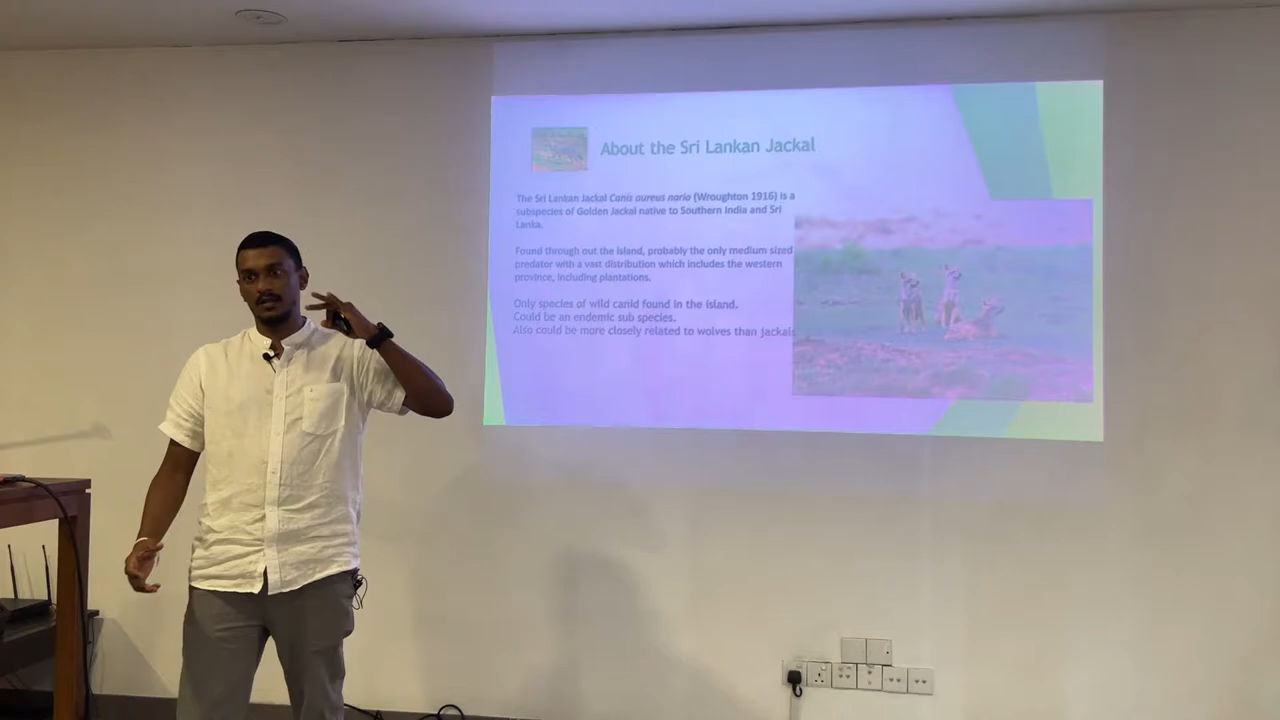 About the Sri Lankan Jackal
The Sri Lankan Jackal Canis aureus naria (Wroughton 1916) is a
subspecies of Golden Jackal native to Southern India and Sri
Lanka.
Found through out the island, probably the only medium sized
predator with a vast distribution which includes the western
province, including plantations.
Only species of wild canid found in the island.
Could be an endemic sub species.
Also could be more closely related to wolves than jackals